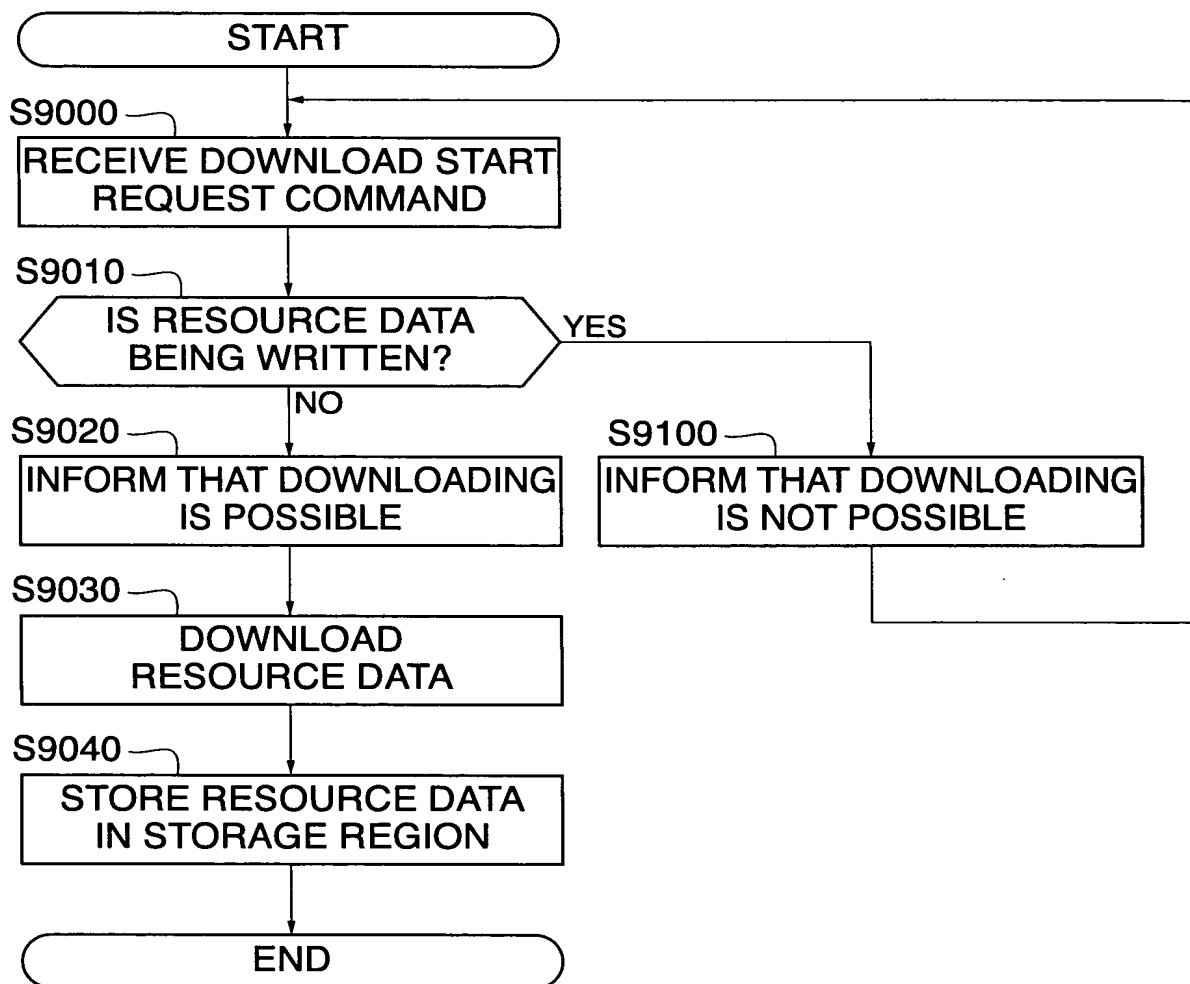 START
S9000
RECEIVE DOWNLOAD START
REQUEST COMMAND
S9010
IS RESOURCE DATA
BEING WRITTEN?
YES
NO
S9020
INFORM THAT DOWNLOADING
IS POSSIBLE
S9100
INFORM THAT DOWNLOADING
IS NOT POSSIBLE
S9030
DOWNLOAD
RESOURCE DATA
S9040
STORE RESOURCE DATA
IN STORAGE REGION
END